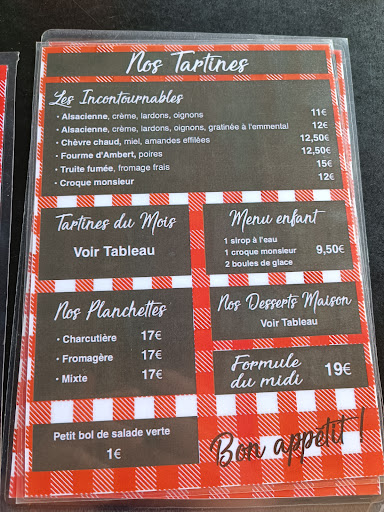 Nos Tartines
Les Incontournables
· Alsacienne, crème, lardons, oignons 11€
· Alsacienne, crème, lardons, oignons, gratinée à l'emmental 12€
· Chèvre chaud, miel, amandes effilées 12,50€
· Fourme d'Ambert, poires 12,50€
· Truite fumée, fromage frais 15€
· Croque monsieur 12€
Tartines du Mois
Voir Tableau
Menu enfant
1 sirop à l'eau
1 croque monsieur 9,50€
2 boules de glace
Nos Planchettes
· Charcutière 17€
· Fromagère 17€
· Mixte 17€
Nos Desserts Maison
Voir Tableau
Formule
du midi 19€
Petit bol de salade verte
1€
Bon appétit !